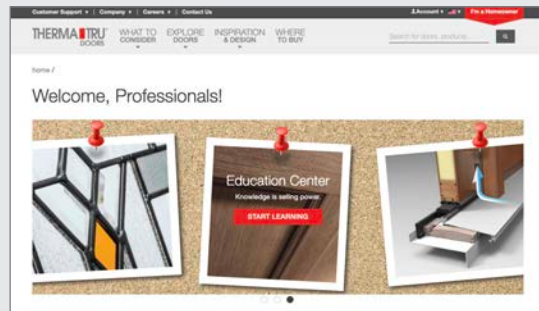 Customer Support ▾ | Company ▾ | Careers ▾ | Contact Us
Account ▾ ▾ I'm a Homeowner
THERMA TRU
DOORS
WHAT TO
CONSIDER
EXPLORE
DOORS
INSPIRATION
& DESIGN
WHERE
TO BUY
Search for doors, products...
home /
Welcome, Professionals!
Education Center
Knowledge is selling power.
START LEARNING